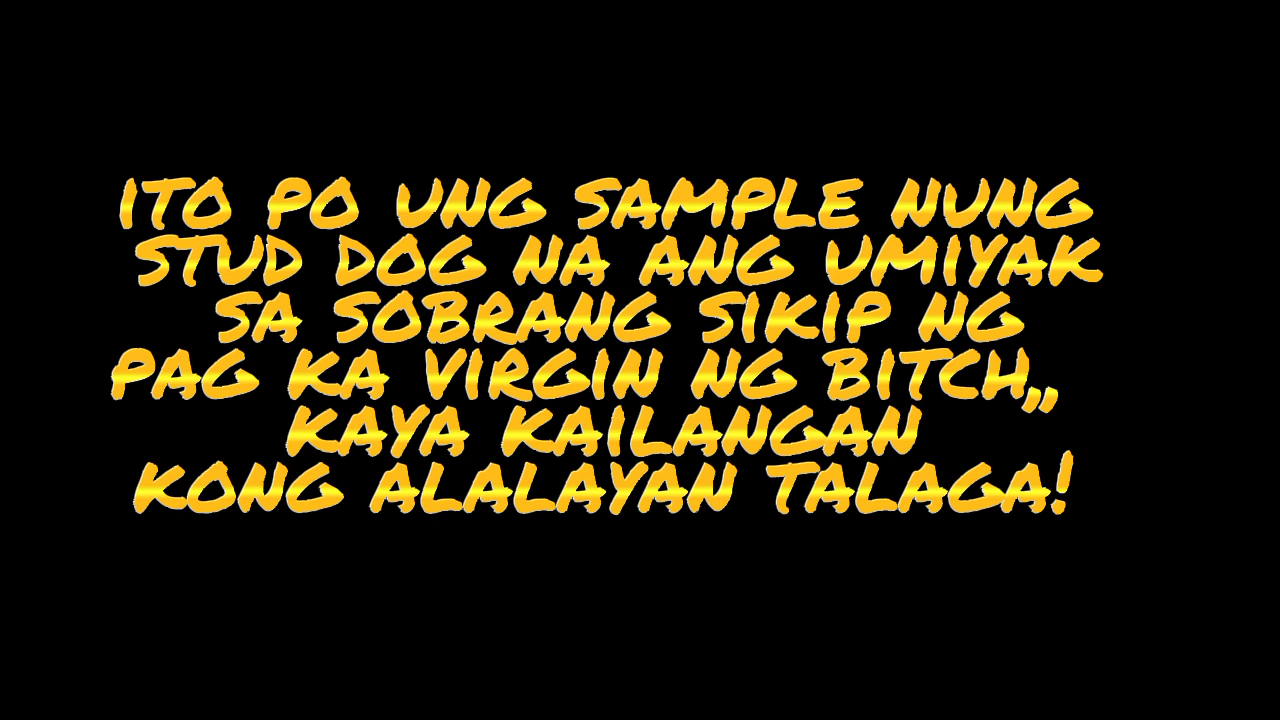 ITO PO UNG SAMPLE NUNG
STUD DOG NA ANG UMIYAK
SA SOBRANG SIKIP NG
PAG KA VIRGIN NG BITCH,,
KAYA KAILANGAN
KONG ALALAYAN TALAGA!